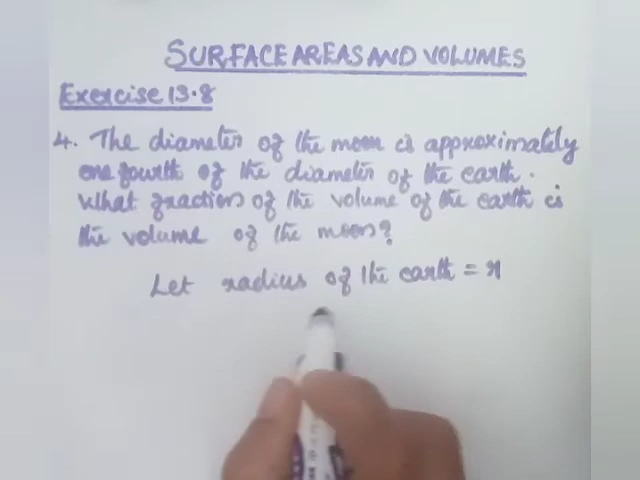 SURFACE AREAS AND VOLUMES
Exercise 13.8
4. The diameter of the moon is approximately
one fourth of the diameter of the earth.
What fraction of the volume of the earth is
the volume of the moon?
Let radius of the earth = r